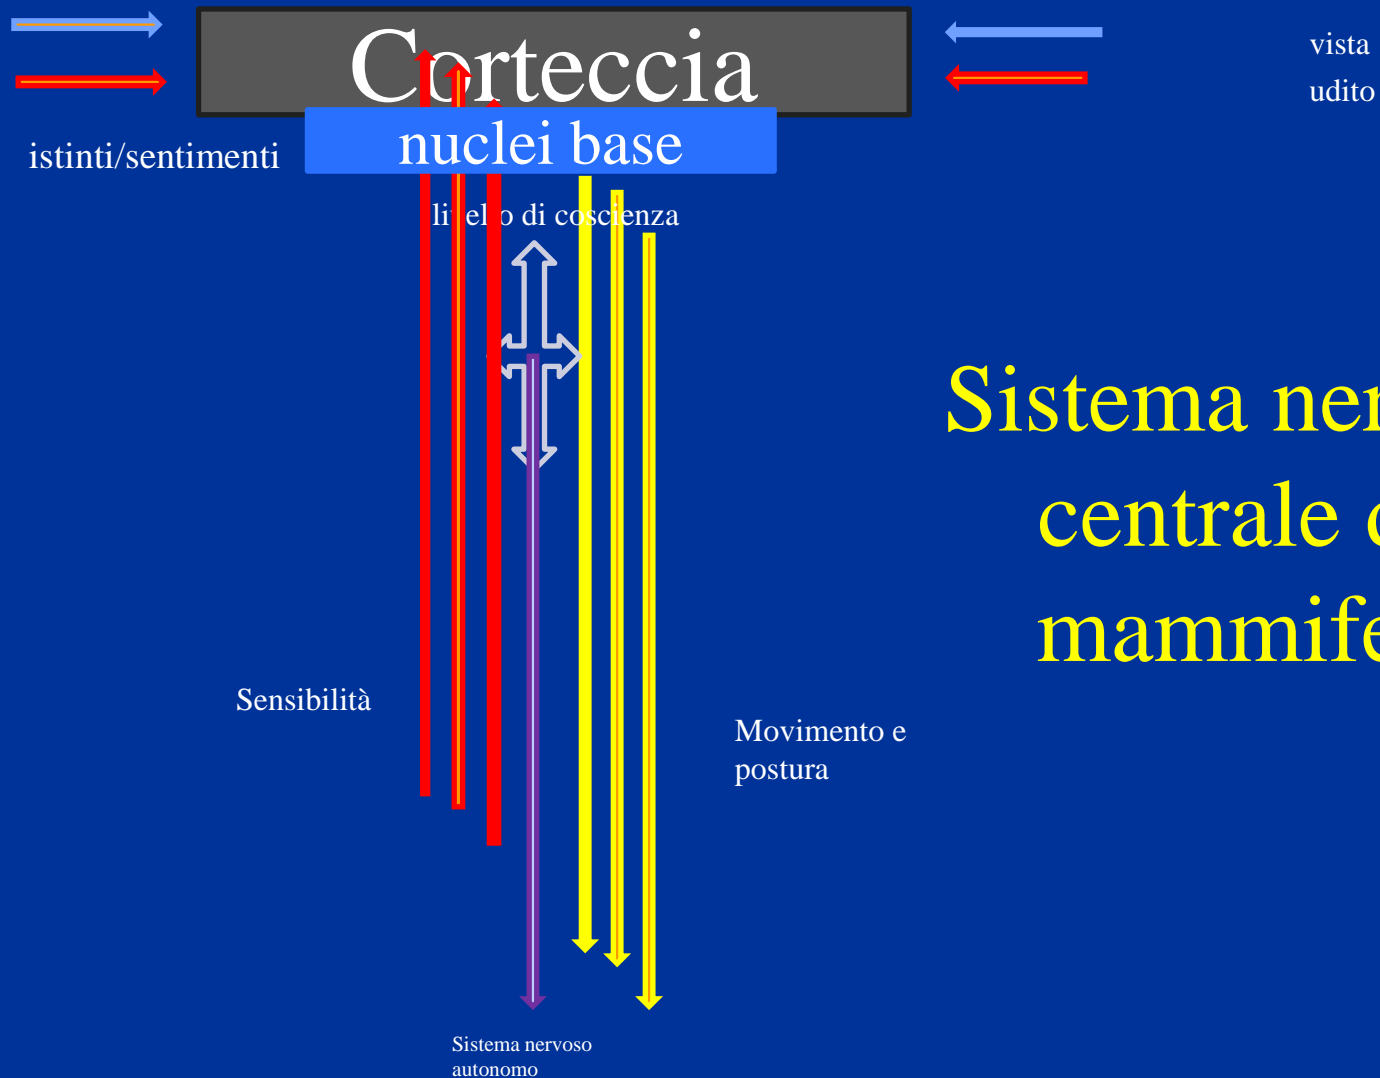 Corteccia
vista
udito
nuclei base
istinti/sentimenti
livello di coscienza
Sistema ner
centrale
mammife
Sensibilità
Movimento e
postura
Sistema nervoso
autonomo